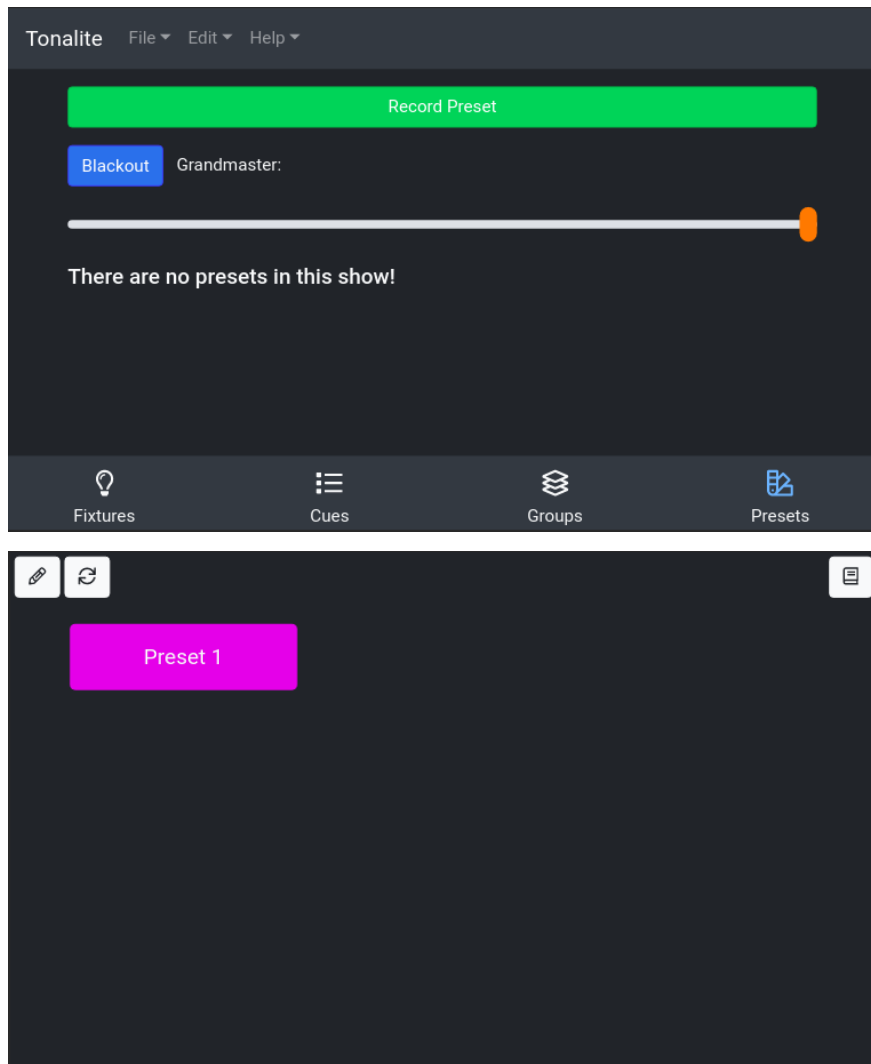 Tonalite File Edit Help
Record Preset
Blackout Grandmaster:
There are no presets in this show!
Fixtures Cues Groups Presets
Preset 1